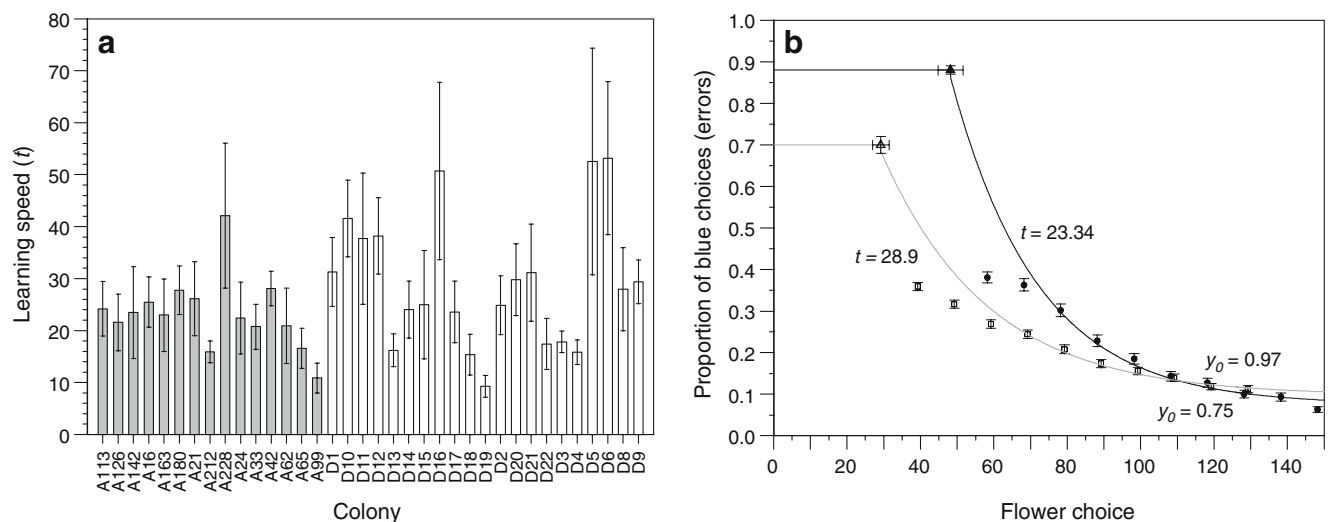 a
Learning speed (t)
80
70
60
50
40
30
20
10
0
A113
A126
A142
A16
A163
A180
A21
A212
A228
A24
A33
A42
A62
A65
A99
D1
D10
D11
D12
D13
D14
D15
D16
D17
D18
D19
D2
D20
D21
D22
D3
D4
D5
D6
D8
D9
Colony
b
Proportion of blue choices (errors)
1.0
0.9
0.8
0.7
0.6
0.5
0.4
0.3
0.2
0.1
0.0
t = 23.34
t = 28.9
y0 = 0.97
y0 = 0.75
0 20 40 60 80 100 120 140
Flower choice